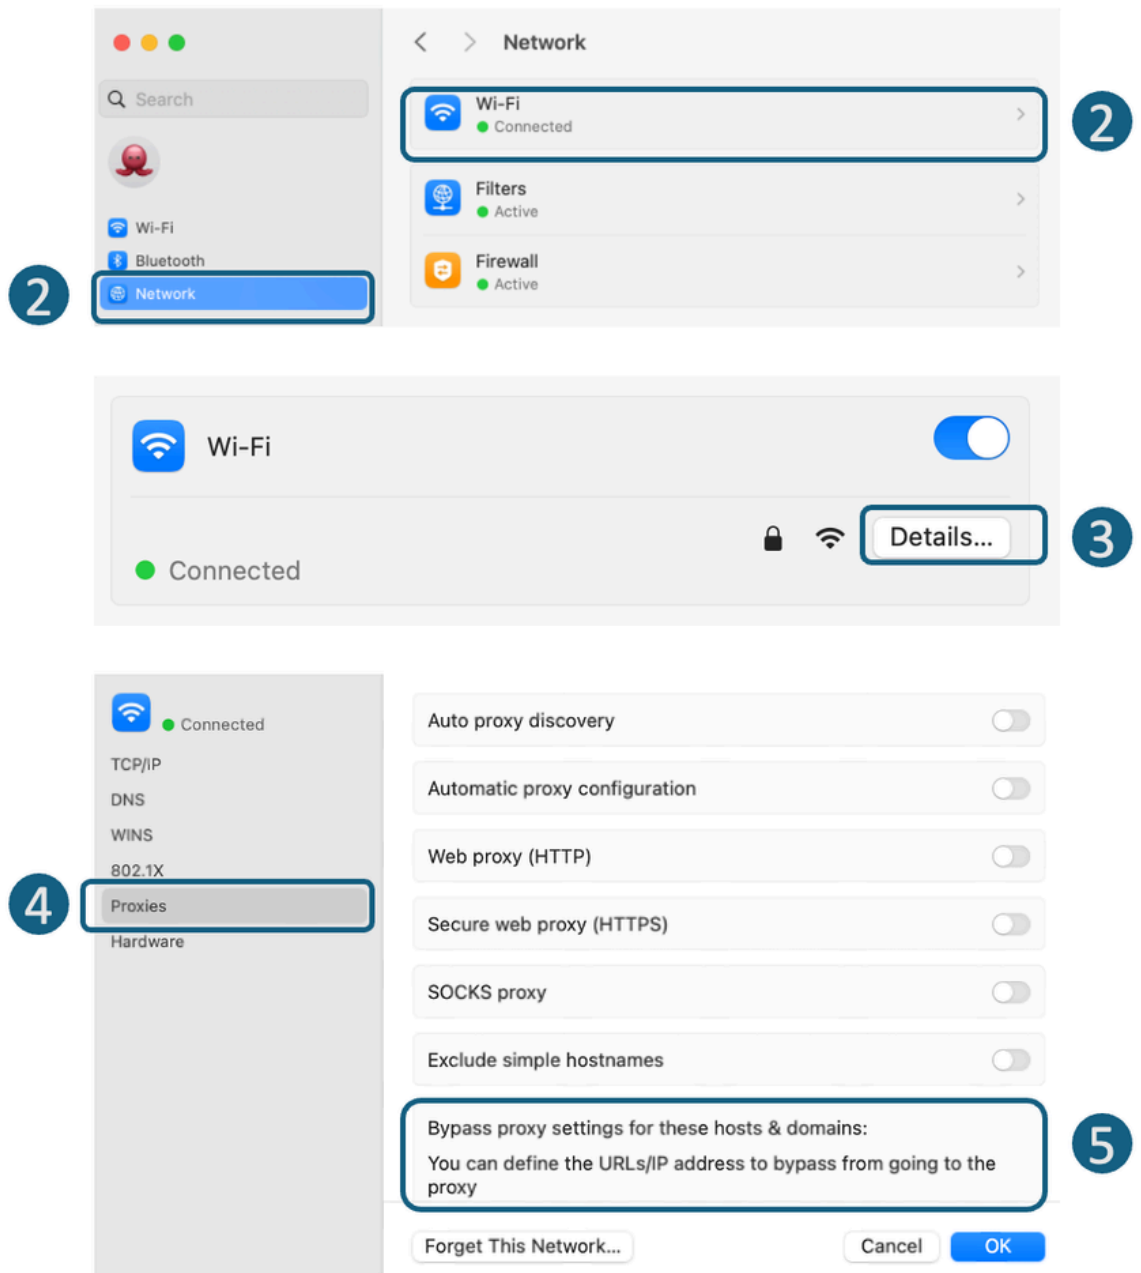 Network
Search
Wi-Fi
Connected
2
Filters
Active
Wi-Fi
Bluetooth
Firewall
Active
2
Network
Wi-Fi
Details...
3
Connected
Connected
TCP/IP
DNS
WINS
802.1X
4
Proxies
Hardware
Auto proxy discovery
Automatic proxy configuration
Web proxy (HTTP)
Secure web proxy (HTTPS)
SOCKS proxy
Exclude simple hostnames
Bypass proxy settings for these hosts & domains:
You can define the URLs/IP address to bypass from going to the
proxy
5
Forget This Network...
Cancel
OK